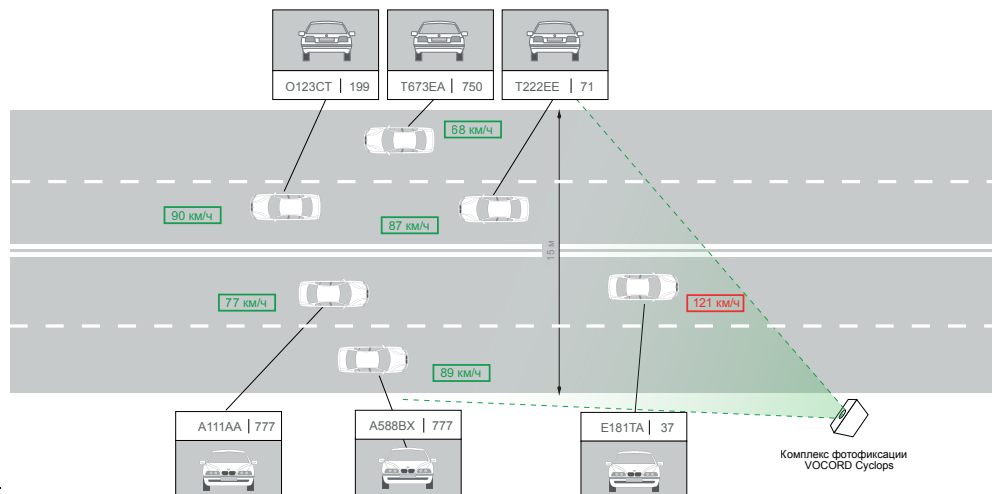 O123CT | 199
T673EA | 750
T222EE | 71
68 км/ч
90 км/ч
87 км/ч
15 м
77 км/ч
121 км/ч
89 км/ч
A111AA | 777
A588BX | 777
E181TA | 37
Комплекс фотофиксации
VOCORD Cyclops